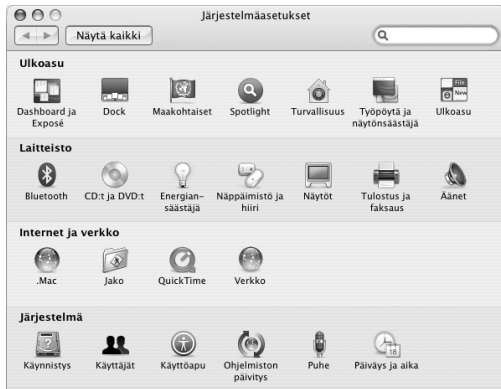 Järjestelmäasetukset
Näytä kaikki
Ulkoasu
Dashboard ja Exposé
Dock
Maakohtaiset
Spotlight
Turvallisuus
Työpöytä ja näytönsäästäjä
Ulkoasu
File
New
Laitteisto
Bluetooth
CD:t ja DVD:t
Energian-
säästäjä
Näppäimistö ja hiiri
Näytöt
Tulostus ja faksaus
Äänet
Internet ja verkko
.Mac
Jako
QuickTime
Verkko
Järjestelmä
Käynnistys
Käyttäjät
Käyttöapu
Ohjelmiston päivitys
Puhe
18
Päiväys ja aika